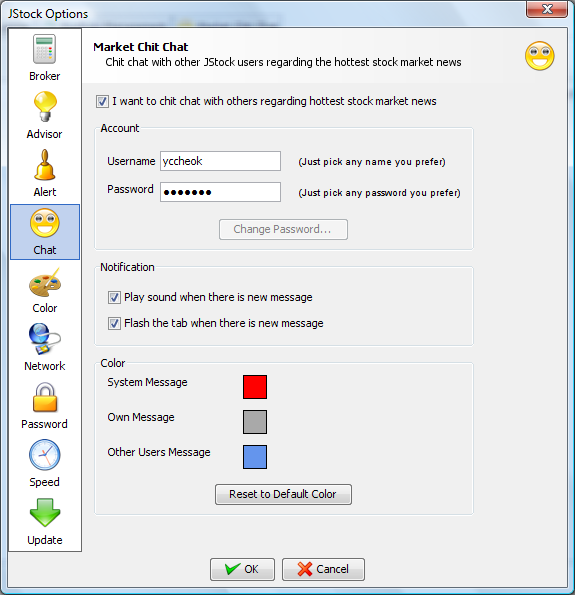 JStock Options
Broker
Advisor
Alert
Chat
Color
Network
Password
Speed
Update
Market Chit Chat
Chit chat with other JStock users regarding the hottest stock market news
I want to chit chat with others regarding hottest stock market news
Account
Username yccheok (Just pick any name you prefer)
Password ●●●●●●● (Just pick any password you prefer)
Change Password...
Notification
Play sound when there is new message
Flash the tab when there is new message
Color
System Message
Own Message
Other Users Message
Reset to Default Color
OK Cancel